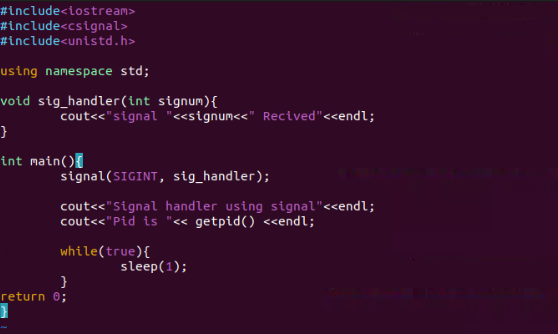 #include<iostream>
#include<csignal>
#include<unistd.h>
using namespace std;
void sig_handler(int signum){
cout<<"signal "<<signum<<" Recived"<<endl;
}
int main(){
signal(SIGINT, sig_handler);
cout<<"Signal handler using signal"<<endl;
cout<<"Pid is "<< getpid() <<endl;
while(true){
sleep(1);
}
return 0;
}
~